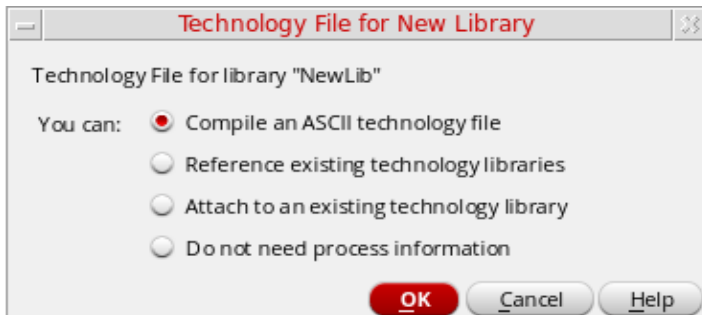 Technology File for New Library
Technology File for library "NewLib"
You can: Compile an ASCII technology file
Reference existing technology libraries
Attach to an existing technology library
Do not need process information
OK Cancel Help